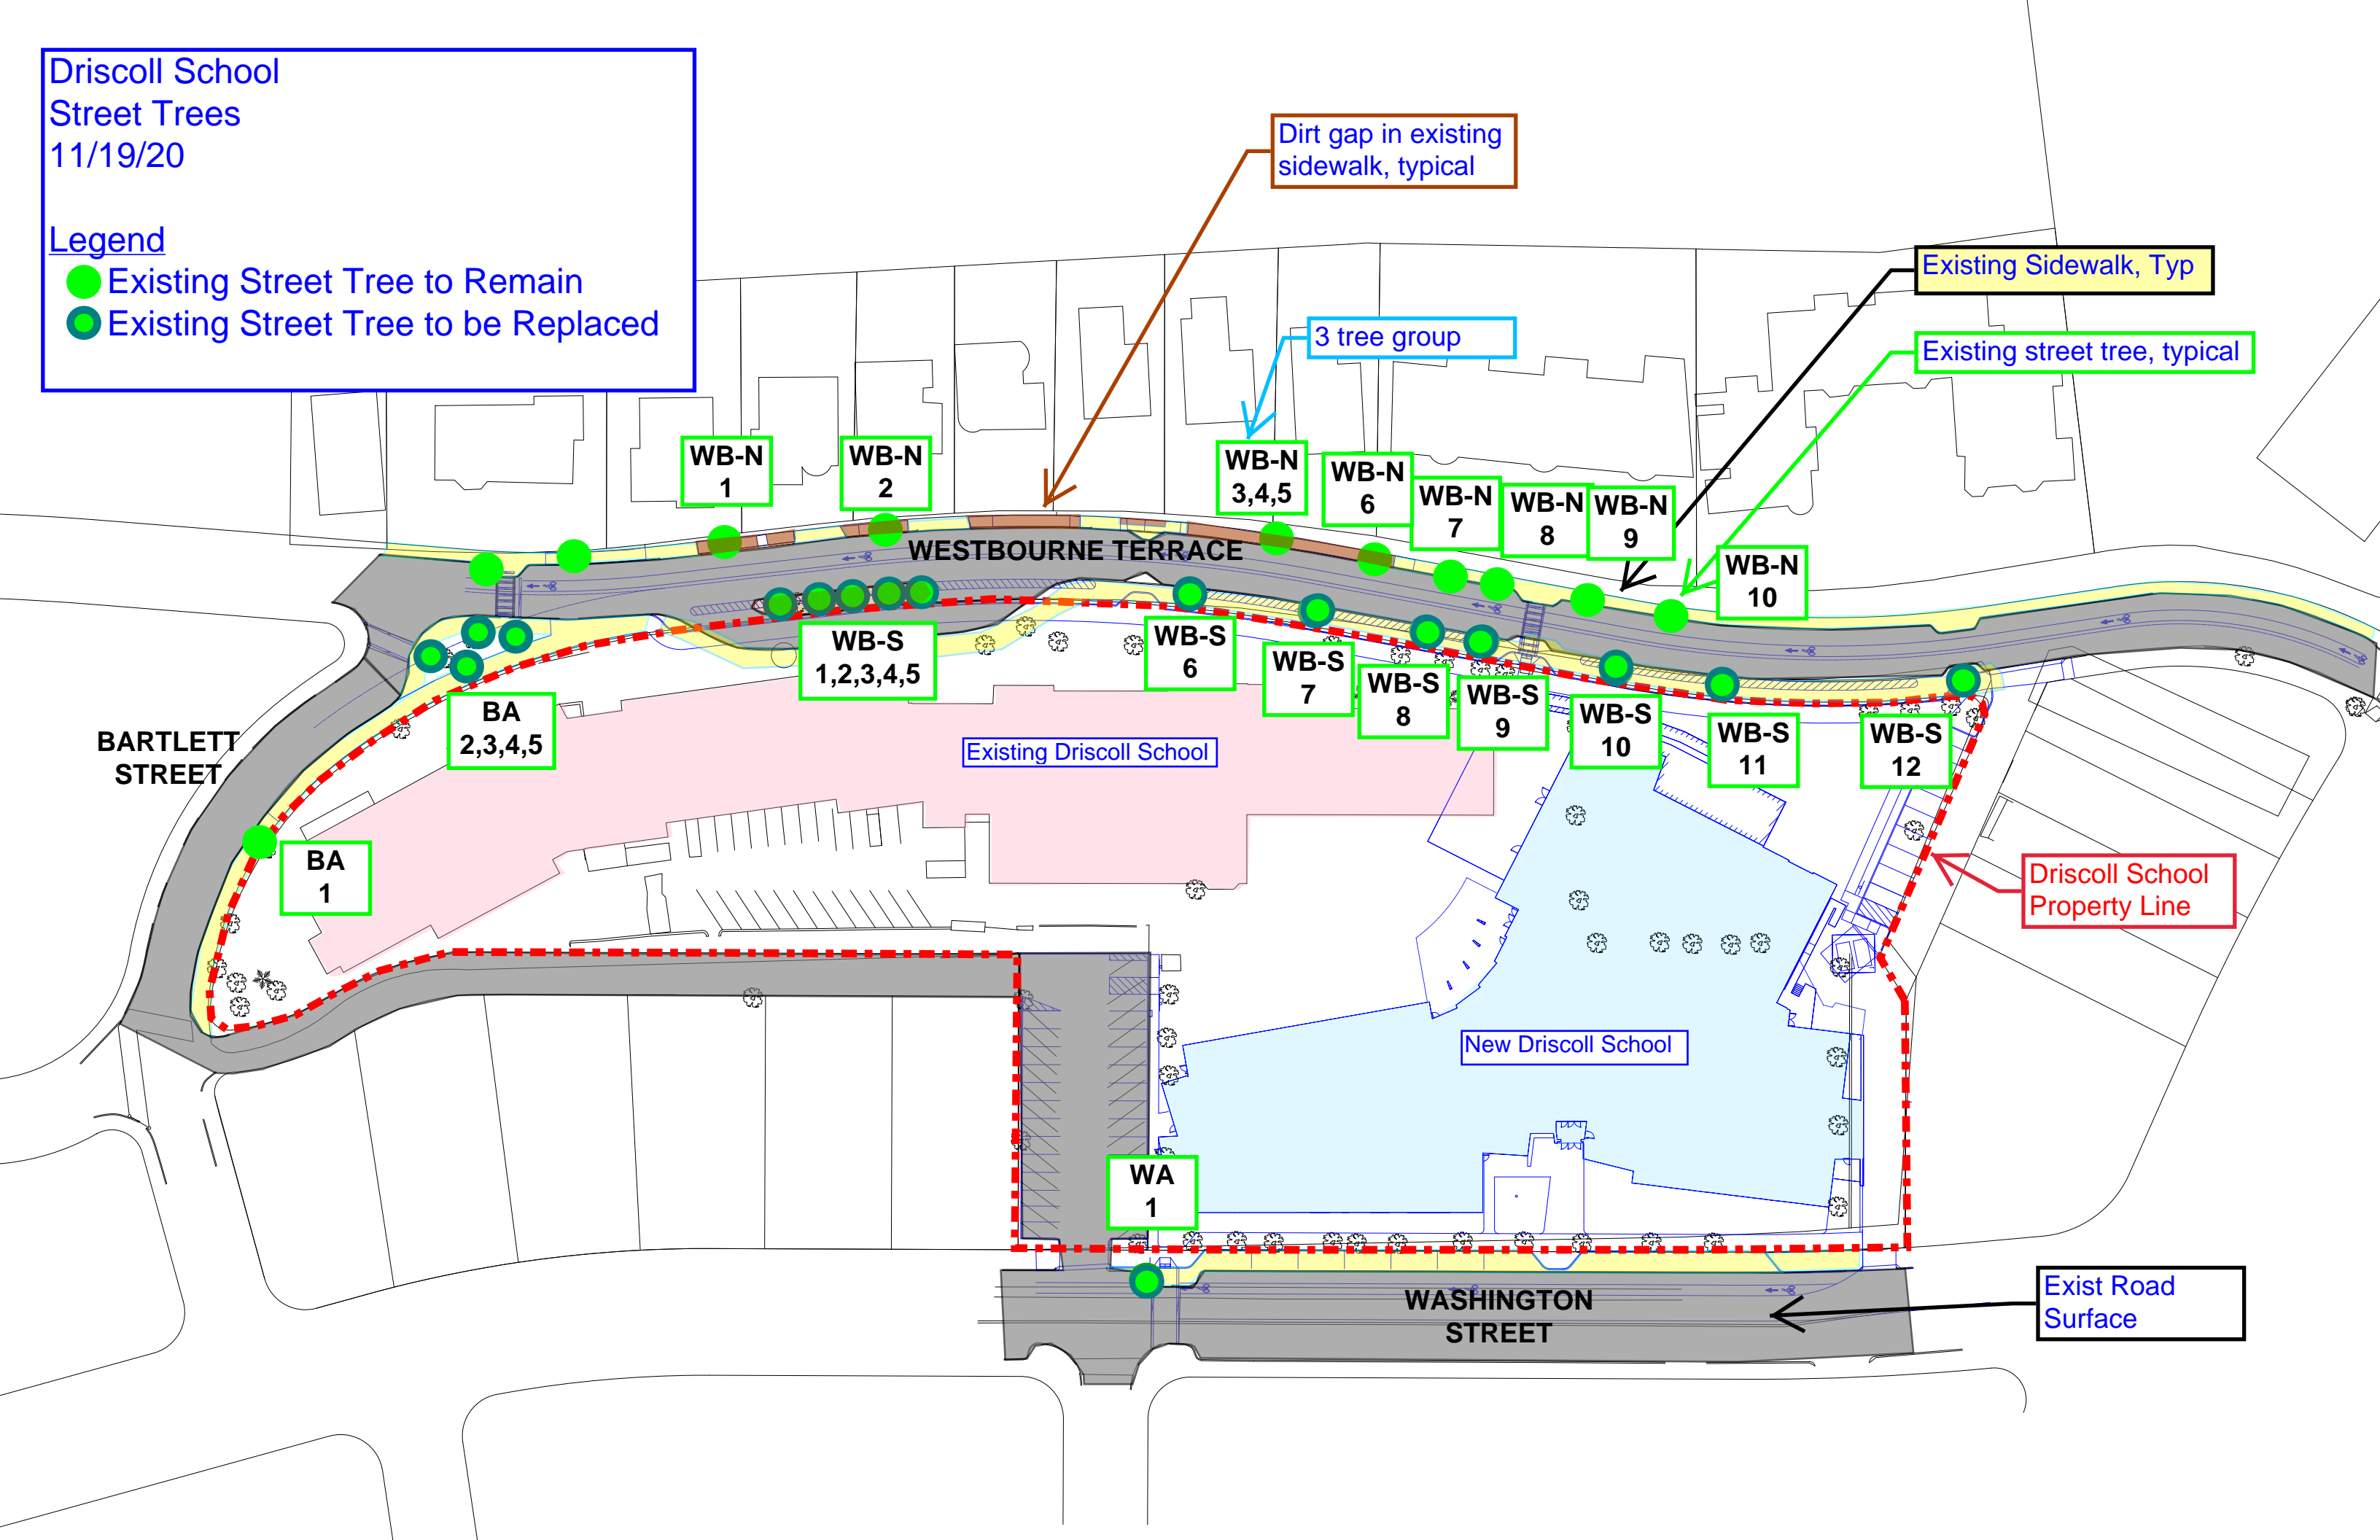 Driscoll School
Street Trees
11/19/20
Legend
Existing Street Tree to Remain
Existing Street Tree to be Replaced
Dirt gap in existing
sidewalk, typical
Existing Sidewalk, Typ
3 tree group
Existing street tree, typical
WB-N
1
WB-N
2
WB-N
3,4,5
WB-N
6
WB-N
7
WB-N
8
WB-N
9
WB-N
10
WESTBOURNE TERRACE
WB-S
1,2,3,4,5
WB-S
6
WB-S
7
WB-S
8
WB-S
9
WB-S
10
WB-S
11
WB-S
12
BA
2,3,4,5
BARTLETT
STREET
Existing Driscoll School
BA
1
Driscoll School
Property Line
New Driscoll School
WA
1
WASHINGTON
STREET
Exist Road
Surface